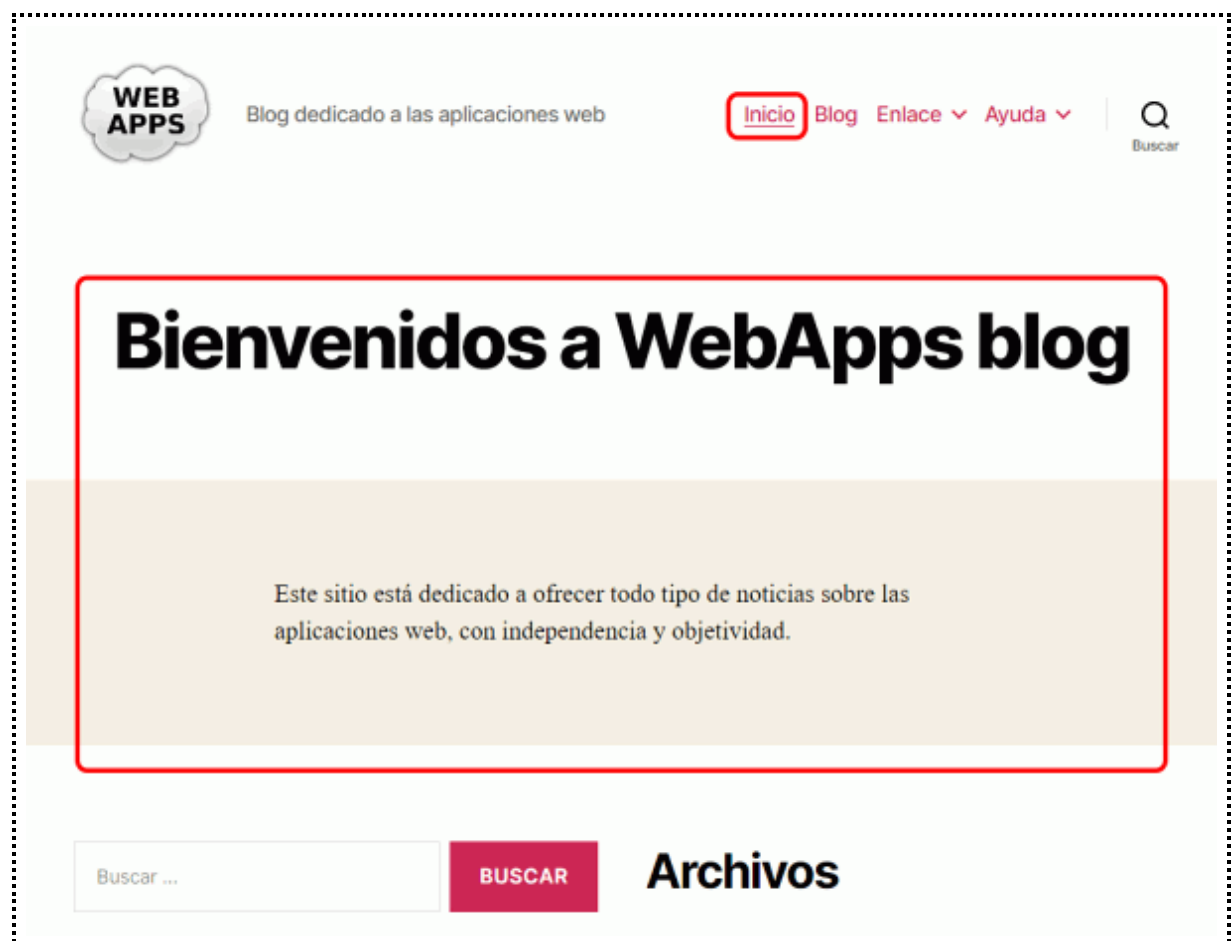 WEB
APPS
Blog dedicado a las aplicaciones web
Inicio Blog Enlace Ayuda
Buscar
Bienvenidos a WebApps blog
Este sitio está dedicado a ofrecer todo tipo de noticias sobre las
aplicaciones web, con independencia y objetividad.
Buscar ... BUSCAR Archivos